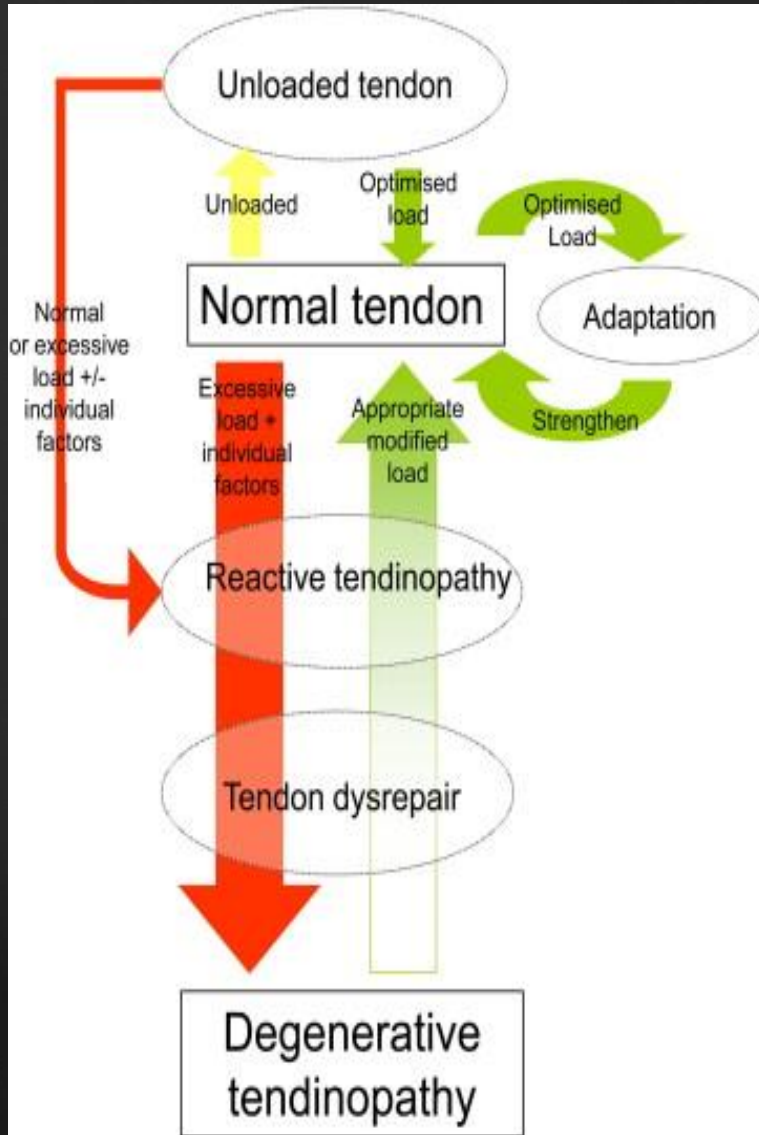 Unloaded tendon
Unloaded
Optimised
load
Optimised
Load
Normal tendon
Adaptation
Normal
or excessive
load +/-
individual
factors
Excessive
load +
individual
factors
Appropriate
modified
load
Strengthen
Reactive tendinopathy
Tendon dysrepair
Degenerative
tendinopathy